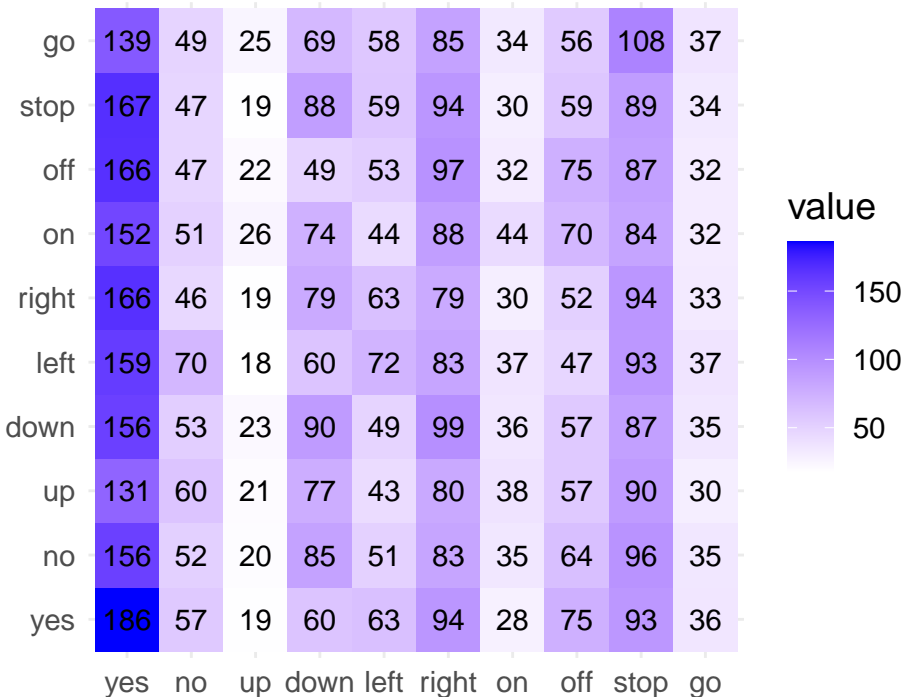 go 139 49 25 69 58 85 34 56 108 37
stop 167 47 19 88 59 94 30 59 89 34
off 166 47 22 49 53 97 32 75 87 32
on 152 51 26 74 44 88 44 70 84 32
right 166 46 19 79 63 79 30 52 94 33
left 159 70 18 60 72 83 37 47 93 37
down 156 53 23 90 49 99 36 57 87 35
up 131 60 21 77 43 80 38 57 90 30
no 156 52 20 85 51 83 35 64 96 35
yes 186 57 19 60 63 94 28 75 93 36
yes no up down left right on off stop go
value
150
100
50